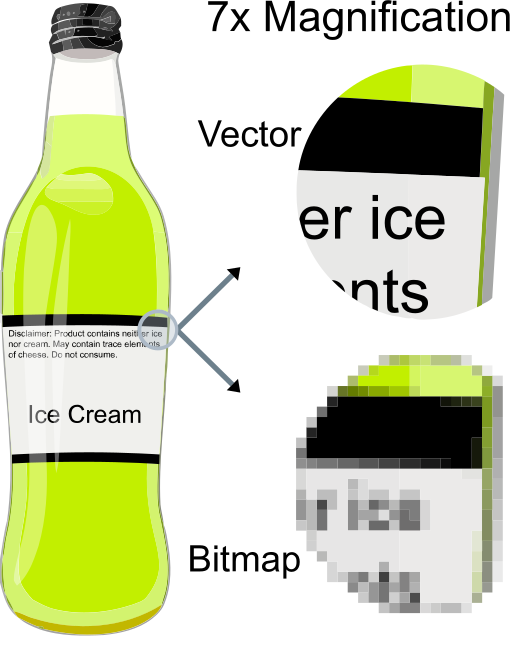 7x Magnification
Vector
er ice
ents
Disclaimer: Product contains neither ice
nor cream. May contain trace elements
of cheese. Do not consume.
Ice Cream
Bitmap